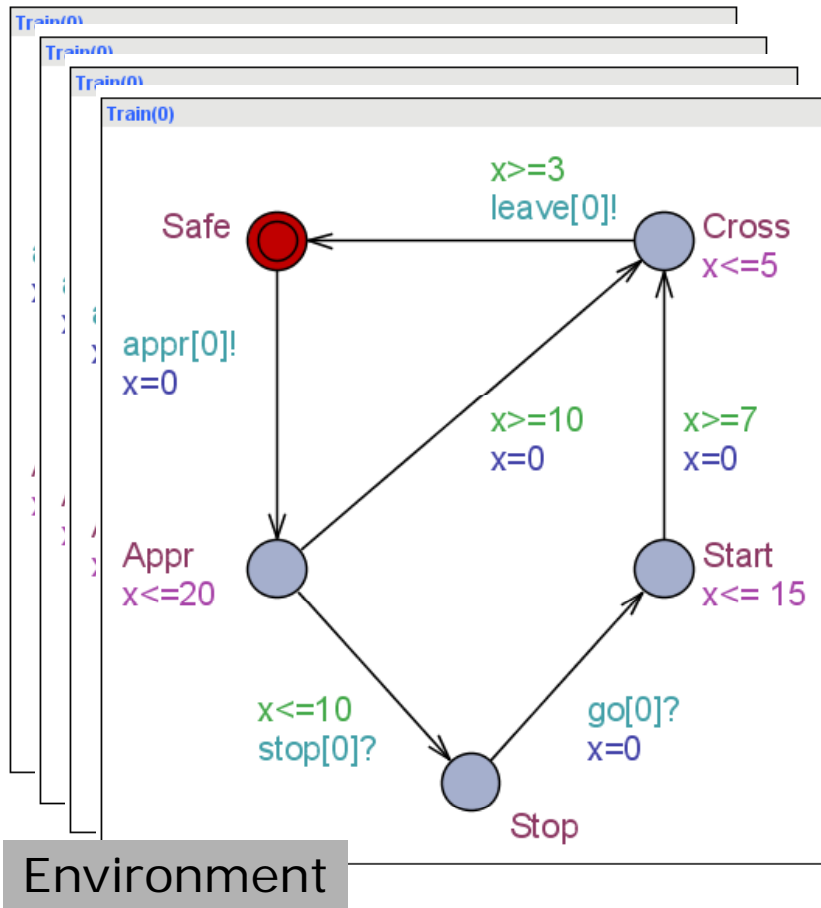 Train(0)
Train(0)
Train(0)
Train(0)
x>=3
leave[0]!
Safe
Cross
x<=5
appr[0]!
x=0
x>=10
x=0
x>=7
x=0
Appr
x<=20
Start
x<= 15
x<=10
stop[0]?
go[0]?
x=0
Stop
Environment